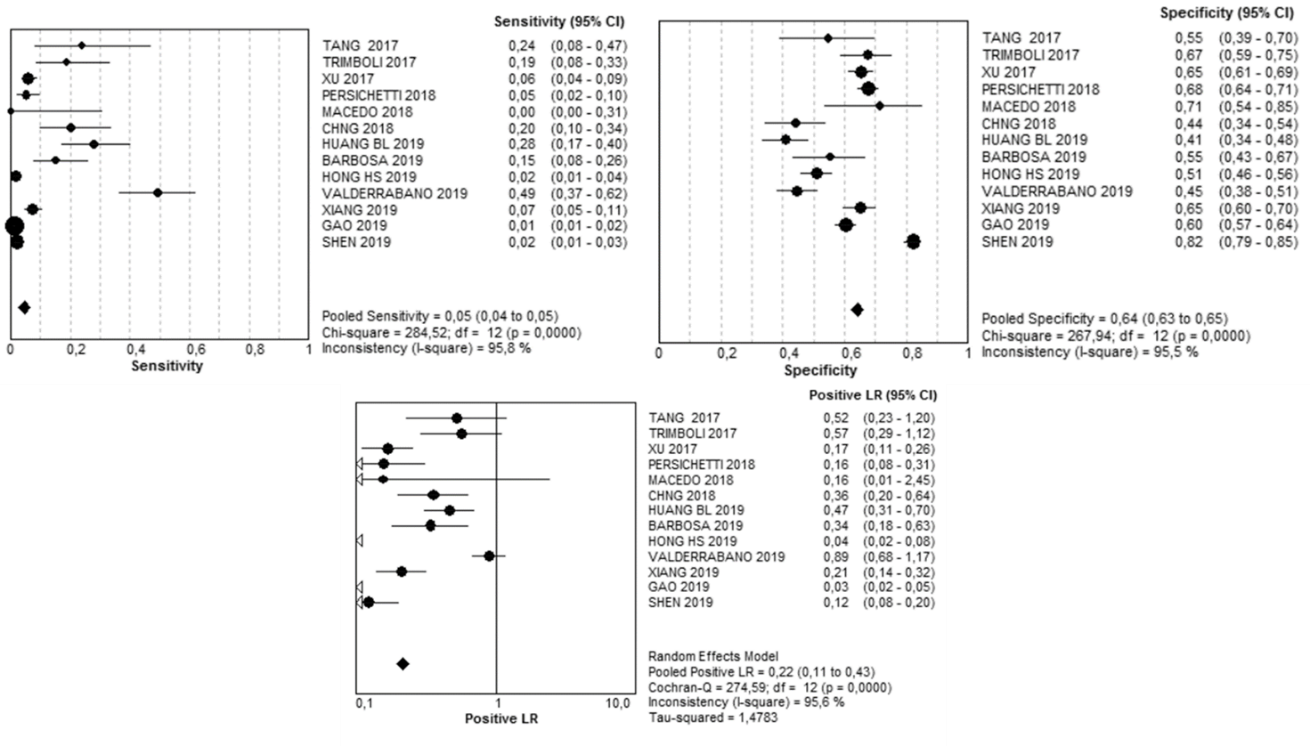 Sensitivity (95% CI)
TANG 2017 0,24 (0,08 - 0,47)
TRIMBOLI 2017 0,19 (0,08 - 0,33)
XU 2017 0,06 (0,04 - 0,09)
PERSICHETTI 2018 0,05 (0,02 - 0,10)
MACEDO 2018 0,00 (0,00 - 0,31)
CHNG 2018 0,20 (0,10 - 0,34)
HUANG BL 2019 0,28 (0,17 - 0,40)
BARBOSA 2019 0,15 (0,08 - 0,26)
HONG HS 2019 0,02 (0,01 - 0,04)
VALDERRABANO 2019 0,49 (0,37 - 0,62)
XIANG 2019 0,07 (0,05 - 0,11)
GAO 2019 0,01 (0,01 - 0,02)
SHEN 2019 0,02 (0,01 - 0,03)
Pooled Sensitivity = 0,05 (0,04 to 0,05)
Chi-square = 284,52; df = 12 (p = 0,0000)
Inconsistency (I-square) = 95,8 %
0 0,2 0,4 0,6 0,8 1
Sensitivity
Specificity (95% CI)
TANG 2017 0,55 (0,39 - 0,70)
TRIMBOLI 2017 0,67 (0,59 - 0,75)
XU 2017 0,65 (0,61 - 0,69)
PERSICHETTI 2018 0,68 (0,64 - 0,71)
MACEDO 2018 0,71 (0,54 - 0,85)
CHNG 2018 0,44 (0,34 - 0,54)
HUANG BL 2019 0,41 (0,34 - 0,48)
BARBOSA 2019 0,55 (0,43 - 0,67)
HONG HS 2019 0,51 (0,46 - 0,56)
VALDERRABANO 2019 0,45 (0,38 - 0,51)
XIANG 2019 0,65 (0,60 - 0,70)
GAO 2019 0,60 (0,57 - 0,64)
SHEN 2019 0,82 (0,79 - 0,85)
Pooled Specificity = 0,64 (0,63 to 0,65)
Chi-square = 267,94; df = 12 (p = 0,0000)
Inconsistency (I-square) = 95,5 %
0 0,2 0,4 0,6 0,8 1
Specificity
Positive LR (95% CI)
TANG 2017 0,52 (0,23 - 1,20)
TRIMBOLI 2017 0,57 (0,29 - 1,12)
XU 2017 0,17 (0,11 - 0,26)
PERSICHETTI 2018 0,16 (0,08 - 0,31)
MACEDO 2018 0,16 (0,01 - 2,45)
CHNG 2018 0,36 (0,20 - 0,64)
HUANG BL 2019 0,47 (0,31 - 0,70)
BARBOSA 2019 0,34 (0,18 - 0,63)
HONG HS 2019 0,04 (0,02 - 0,08)
VALDERRABANO 2019 0,89 (0,68 - 1,17)
XIANG 2019 0,21 (0,14 - 0,32)
GAO 2019 0,03 (0,02 - 0,05)
SHEN 2019 0,12 (0,08 - 0,20)
Random Effects Model
Pooled Positive LR = 0,22 (0,11 to 0,43)
Cochran-Q = 274,59; df = 12 (p = 0,0000)
Inconsistency (I-square) = 95,6 %
Tau-squared = 1,4783
0,1 1 10,0
Positive LR